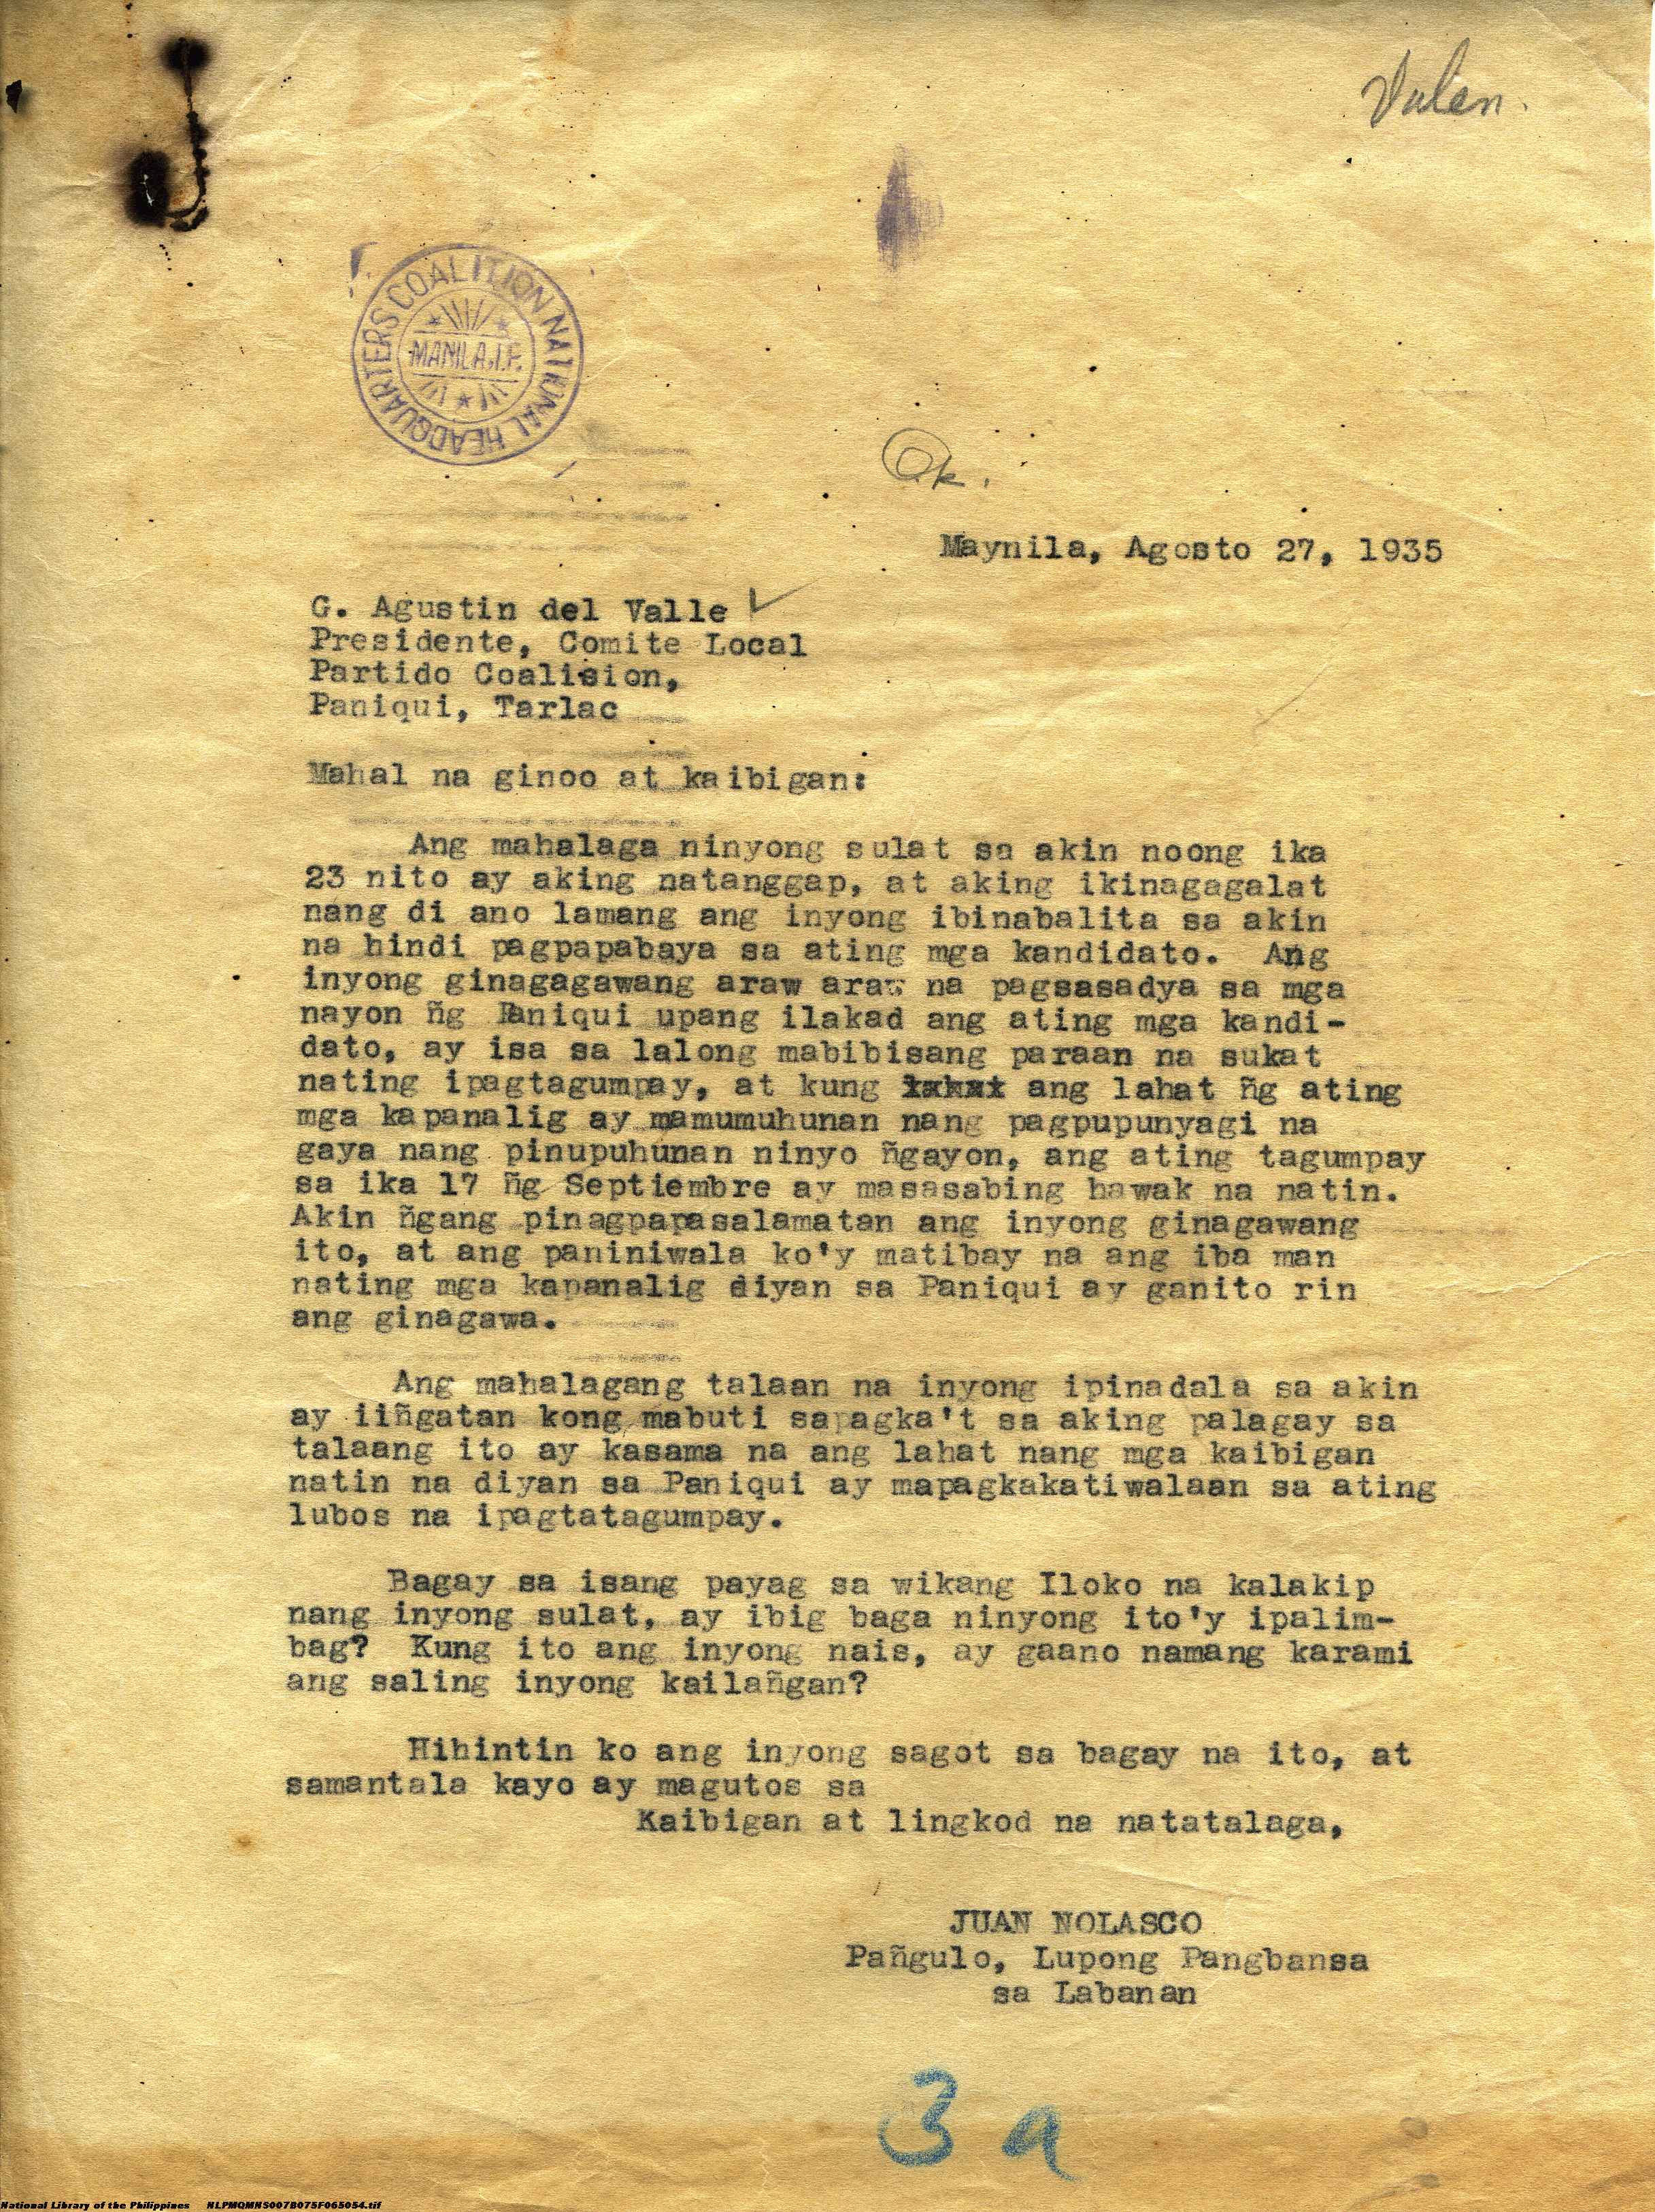 Valen.
COALITION NATIONAL HEADQUARTERS
MANILA, I.F.
Ok.
Maynila, Agosto 27, 1935
G. Agustin del Valle
Presidente, Comite Local
Partido Coalision,
Paniqui, Tarlac
Mahal na ginoo at kaibigan:
Ang mahalaga ninyong sulat sa akin noong ika
23 nito ay aking natanggap, at aking ikinagagalat
nang di ano lamang ang inyong ibinabalita sa akin
na hindi pagpapabaya sa ating mga kandidato. Ang
inyong ginagagawang araw araw na pagsasadya sa mga
nayon ñg Paniqui upang ilakad ang ating mga kandi-
dato, ay isa sa lalong mabibisang paraan na sukat
nating ipagtagumpay, at kung ang lahat ñg ating
mga kapanalig ay mamumuhunan nang pagpupunyagi na
gaya nang pinupuhunan ninyo ñgayon, ang ating tagumpay
sa ika 17 ñg Septiembre ay masasabing hawak na natin.
Akin ñgang pinagpapasalamatan ang inyong ginagawang
ito, at ang paniniwala ko'y matibay na ang iba man
nating mga kapanalig diyan sa Paniqui ay ganito rin
ang ginagawa.
Ang mahalagang talaan na inyong ipinadala sa akin
ay iiñgatan kong mabuti sapagka't sa aking palagay sa
talaang ito ay kasama na ang lahat nang mga kaibigan
natin na diyan sa Paniqui ay mapagkakatiwalaan sa ating
lubos na ipagtatagumpay.
Bagay sa isang payag sa wikang Iloko na kalakip
nang inyong sulat, ay ibig baga ninyong ito'y ipalim-
bag? Kung ito ang inyong nais, ay gaano namang karami
ang saling inyong kailañgan?
Hihintin ko ang inyong sagot sa bagay na ito, at
samantala kayo ay magutos sa
Kaibigan at lingkod na natatalaga,
JUAN NOLASCO
Pañgulo, Lupong Pangbansa
sa Labanan
3 a
National Library of the Philippines NLPMQMNS007B075F065054.tif